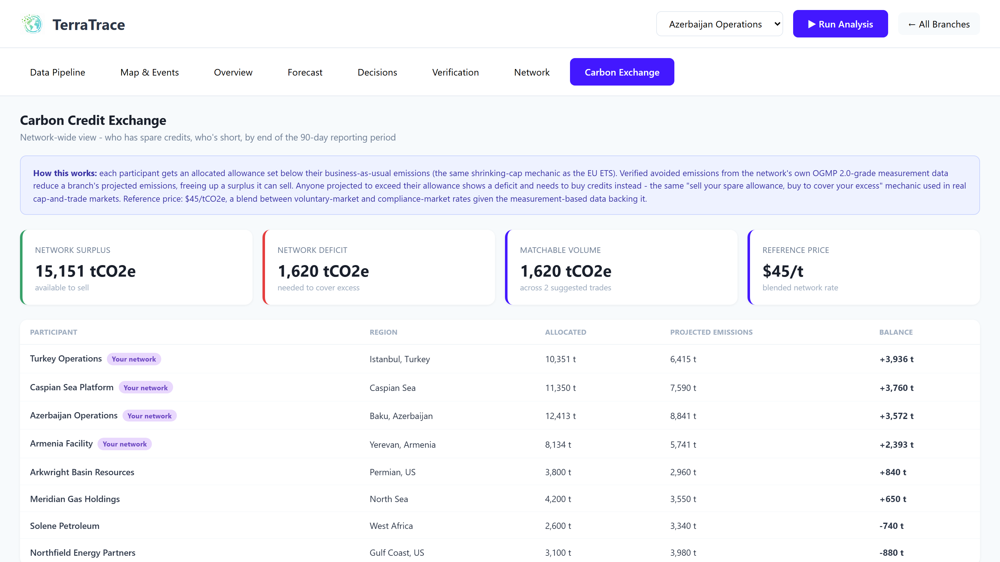 TerraTrace
Azerbaijan Operations
▶ Run Analysis
← All Branches
Data Pipeline
Map & Events
Overview
Forecast
Decisions
Verification
Network
Carbon Exchange
Carbon Credit Exchange
Network-wide view - who has spare credits, who's short, by end of the 90-day reporting period
How this works: each participant gets an allocated allowance set below their business-as-usual emissions (the same shrinking-cap mechanic as the EU ETS). Verified avoided emissions from the network's own OGMP 2.0-grade measurement data
reduce a branch's projected emissions, freeing up a surplus it can sell. Anyone projected to exceed their allowance shows a deficit and needs to buy credits instead - the same "sell your spare allowance, buy to cover your excess" mechanic used in real
cap-and-trade markets. Reference price: $45/tCO2e, a blend between voluntary-market and compliance-market rates given the measurement-based data backing it.
NETWORK SURPLUS
15,151 tCO2e
available to sell
NETWORK DEFICIT
1,620 tCO2e
needed to cover excess
MATCHABLE VOLUME
1,620 tCO2e
across 2 suggested trades
REFERENCE PRICE
$45/t
blended network rate
PARTICIPANT REGION ALLOCATED PROJECTED EMISSIONS BALANCE
Turkey Operations Your network Istanbul, Turkey 10,351 t 6,415 t +3,936 t
Caspian Sea Platform Your network Caspian Sea 11,350 t 7,590 t +3,760 t
Azerbaijan Operations Your network Baku, Azerbaijan 12,413 t 8,841 t +3,572 t
Armenia Facility Your network Yerevan, Armenia 8,134 t 5,741 t +2,393 t
Arkwright Basin Resources Permian, US 3,800 t 2,960 t +840 t
Meridian Gas Holdings North Sea 4,200 t 3,550 t +650 t
Solene Petroleum West Africa 2,600 t 3,340 t -740 t
Northfield Energy Partners Gulf Coast, US 3,100 t 3,980 t -880 t